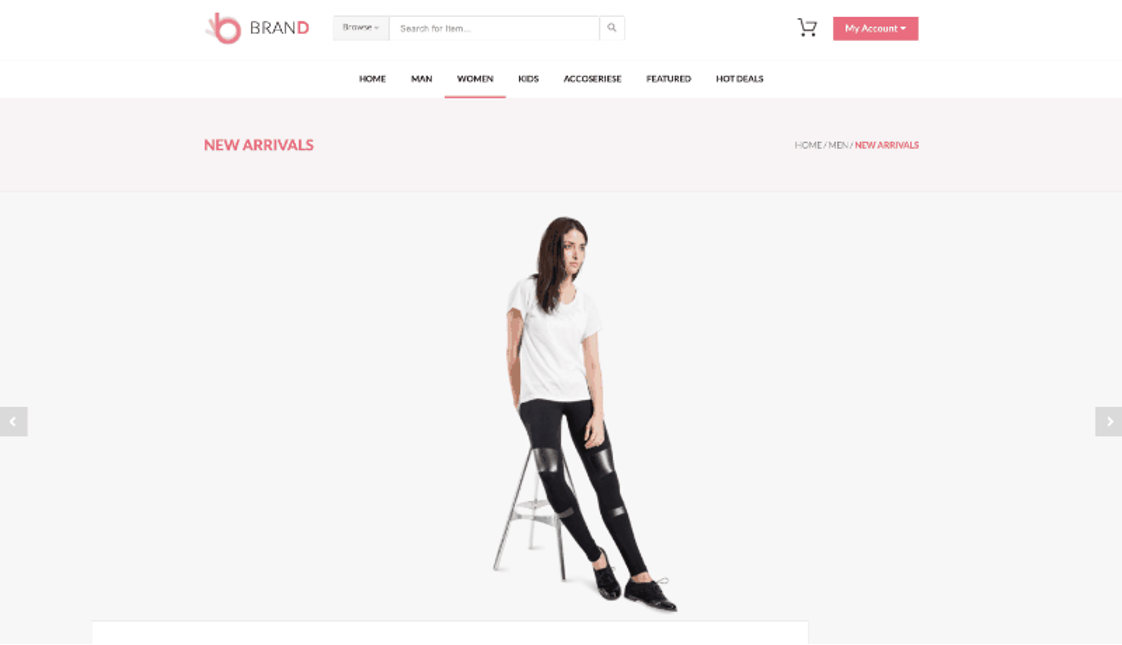 BRAND
Browse
Search for Item...
My Account
HOME MAN WOMEN KIDS ACCOSERIESE FEATURED HOT DEALS
NEW ARRIVALS
HOME / MEN / NEW ARRIVALS